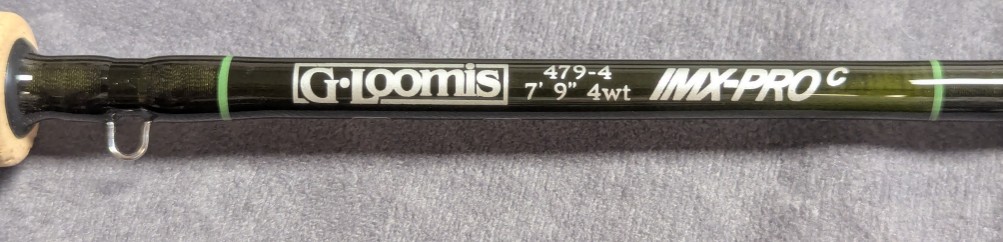 G·Loomis
479-4
7' 9" 4wt
IMX-PRO C